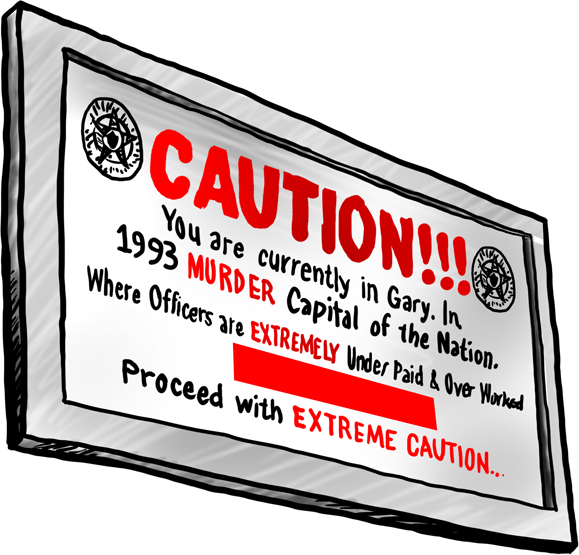 CAUTION!!!
You are currently in Gary. In,
1993 MURDER Capital of the Nation.
Where Officers are EXTREMELY Under Paid & Over Worked
Proceed with EXTREME CAUTION...